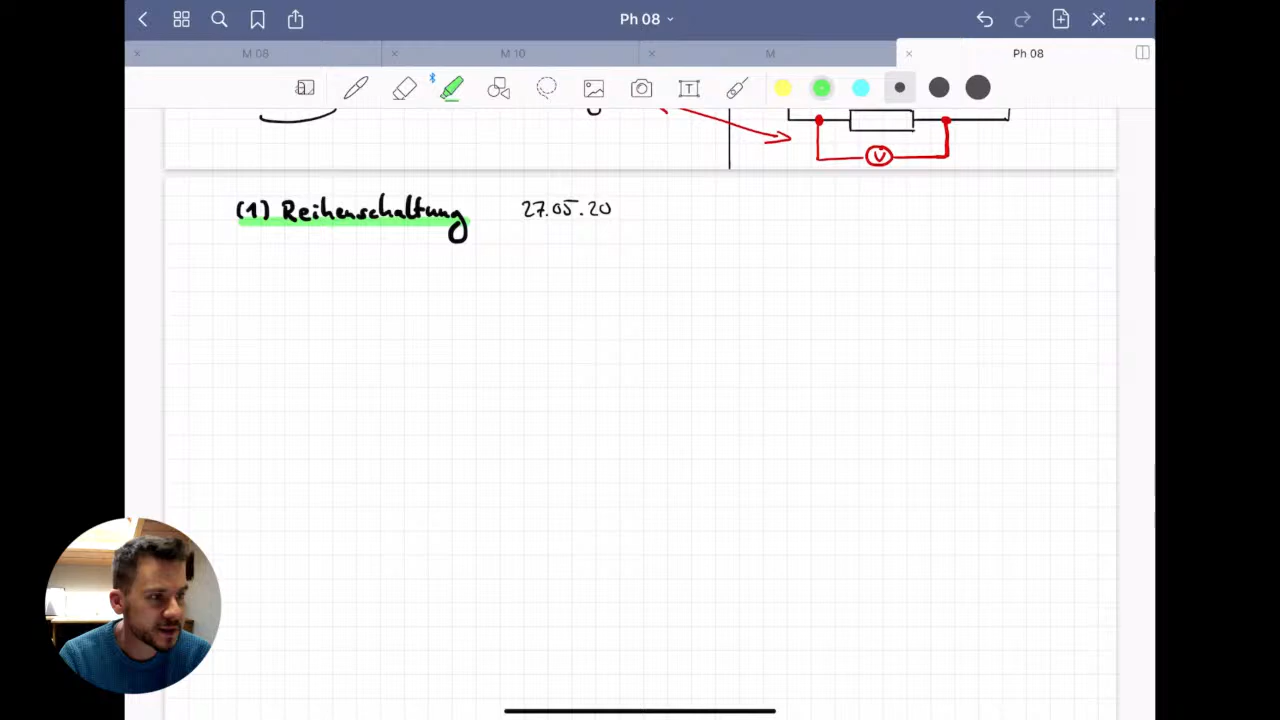 Ph 08
M 08
M 10
M
Ph 08
T
V
(1) Reihenschaltung 27.05.20